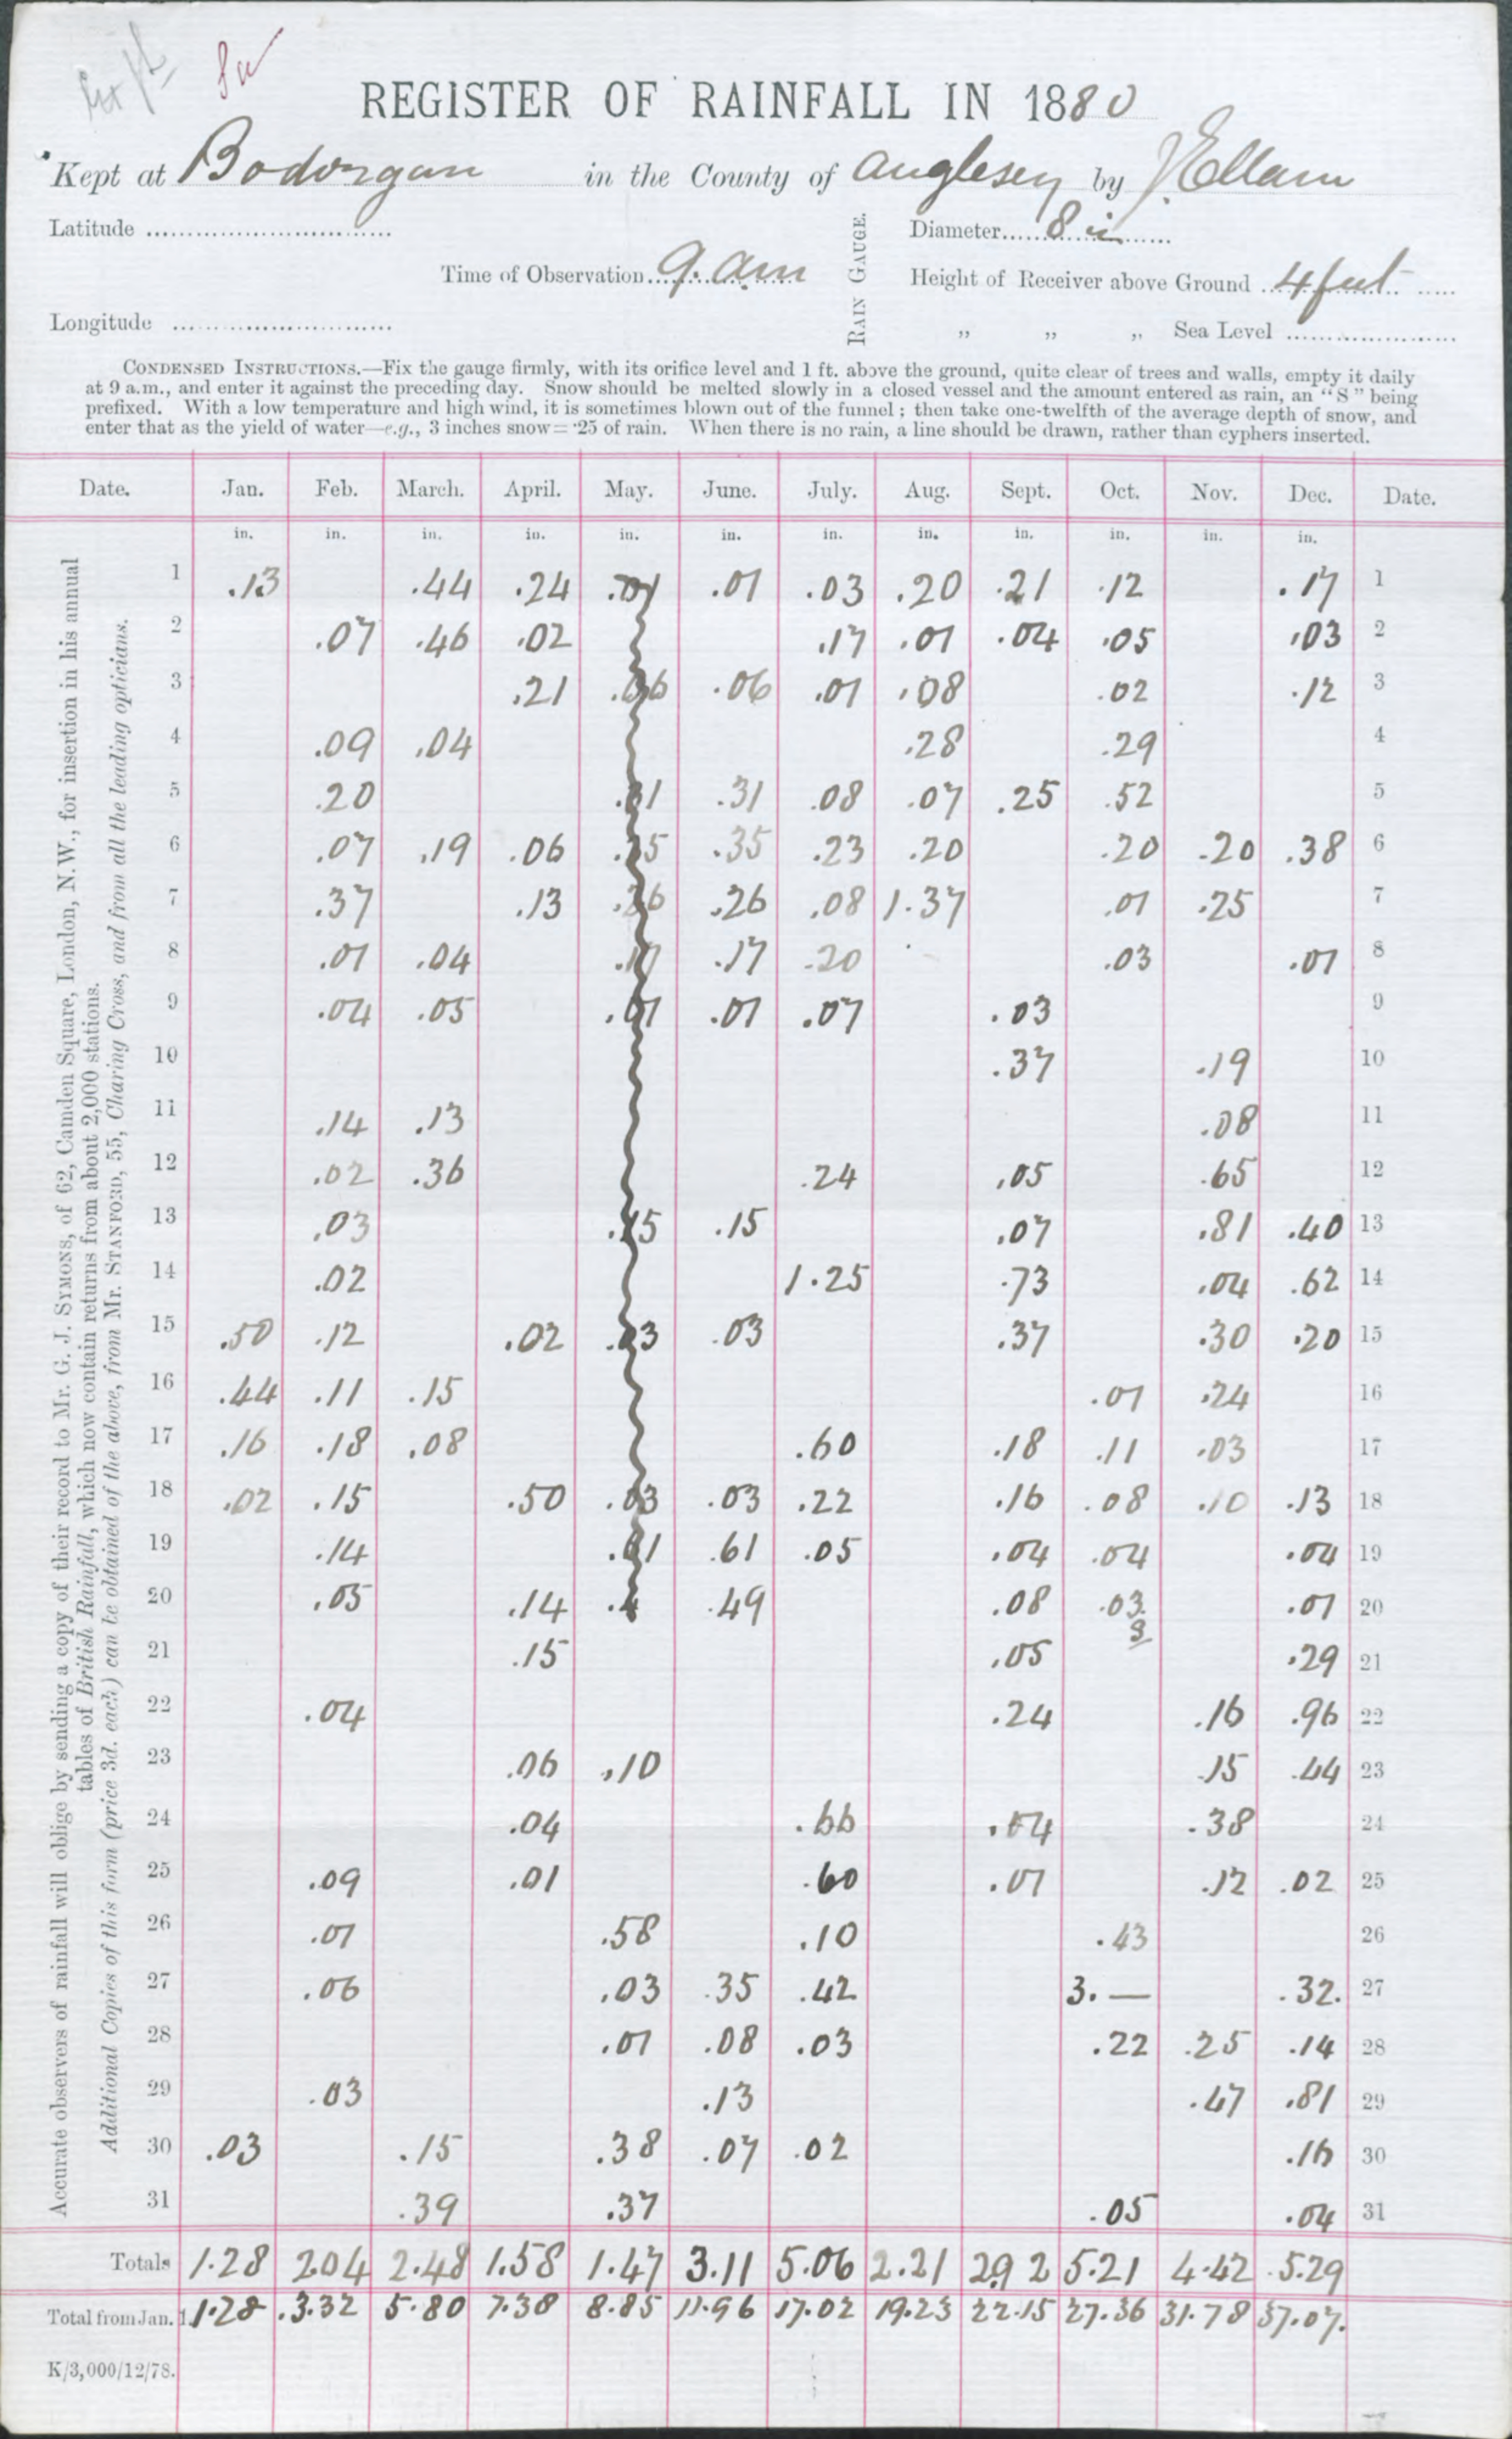 REGISTER OF RAINFALL IN 1880
Kept at Bodorgan in the County of Anglesey by J. Ellam
Latitude
Diameter 8 in
Time of Observation 9. am
RAIN GAUGE.
Height of Receiver above Ground 4 feet
Longitude
„ „ „ Sea Level
CONDENSED INSTRUCTIONS.—Fix the gauge firmly, with its orifice level and 1 ft. above the ground, quite clear of trees and walls, empty it daily
at 9 a.m., and enter it against the preceding day. Snow should be melted slowly in a closed vessel and the amount entered as rain, an "S" being
prefixed. With a low temperature and high wind, it is sometimes blown out of the funnel; then take one-twelfth of the average depth of snow, and
enter that as the yield of water—e.g., 3 inches snow=·25 of rain. When there is no rain, a line should be drawn, rather than cyphers inserted.
Date. Jan. Feb. March. April. May. June. July. Aug. Sept. Oct. Nov. Dec. Date.
in. in. in. in. in. in. in. in. in. in. in. in.
1 .13 .44 .24 .01 .01 .03 .20 .21 .12 .17 1
2 .07 .46 .02 .17 .01 .04 .05 .03 2
3 .21 .06 .06 .01 .08 .02 .12 3
4 .09 .04 .28 .29 4
5 .20 .31 .31 .08 .07 .25 .52 5
6 .07 .19 .06 .35 .35 .23 .20 .20 .20 .38 6
7 .37 .13 .26 .26 .08 1.37 .01 .25 7
8 .01 .04 .17 .17 .20 .03 .01 8
9 .04 .05 .01 .01 .07 .03 9
10 .37 .19 10
11 .14 .13 .08 11
12 .02 .36 .24 .05 .65 12
13 .03 .15 .15 .07 .81 .40 13
14 .02 1.25 .73 .04 .62 14
15 .50 .12 .02 .03 .03 .37 .30 .20 15
16 .44 .11 .15 .01 .24 16
17 .16 .18 .08 .60 .18 .11 .03 17
18 .02 .15 .50 .03 .03 .22 .16 .08 .10 .13 18
19 .14 .61 .61 .05 .04 .04 .04 19
20 .05 .14 .4 .49 .08 .03 .01 20
S
21 .15 .05 .29 21
22 .04 .24 .16 .96 22
23 .06 .10 .15 .44 23
24 .04 .66 .04 .38 24
25 .09 .01 .60 .01 .12 .02 25
26 .01 .58 .10 .43 26
27 .06 .03 .35 .42 3.— .32. 27
28 .01 .08 .03 .22 .25 .14 28
29 .03 .13 .47 .81 29
30 .03 .15 .38 .07 .02 .16 30
31 .39 .37 .05 .04 31
Totals 1.28 2.04 2.48 1.58 1.47 3.11 5.06 2.21 2.92 5.21 4.42 5.29
Total from Jan. 1. 1.28 3.32 5.80 7.38 8.85 11.96 17.02 19.23 22.15 27.36 31.78 37.07.
K/3,000/12/78.
Accurate observers of rainfall will oblige by sending a copy of their record to Mr. G. J. SYMONS, of 62, Camden Square, London, N.W., for insertion in his annual
tables of British Rainfall, which now contain returns from about 2,000 stations.
Additional Copies of this form (price 3d. each) can be obtained of the above, from Mr. STANFORD, 55, Charing Cross, and from all the leading opticians.